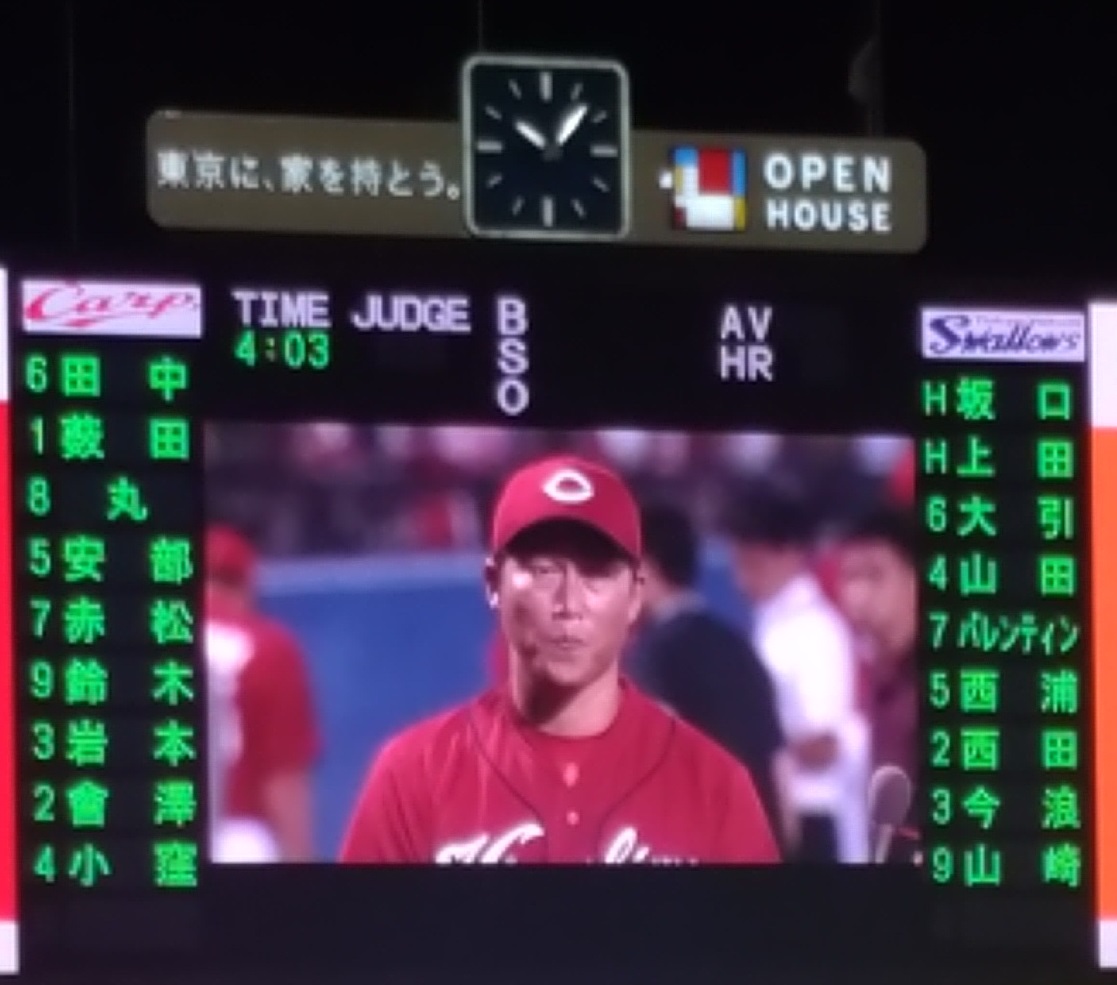 東京に、家を持とう。
OPEN
HOUSE
Carp
TIME JUDGE
4:03
B
S
O
AV
HR
Swallows
6 田中
1 薮田
8 丸
5 安部
7 赤松
9 鈴木
3 岩本
2 會澤
4 小窪
H 坂口
H 上田
6 大引
4 山田
7 バレンティン
5 西浦
2 西田
3 今浪
9 山崎